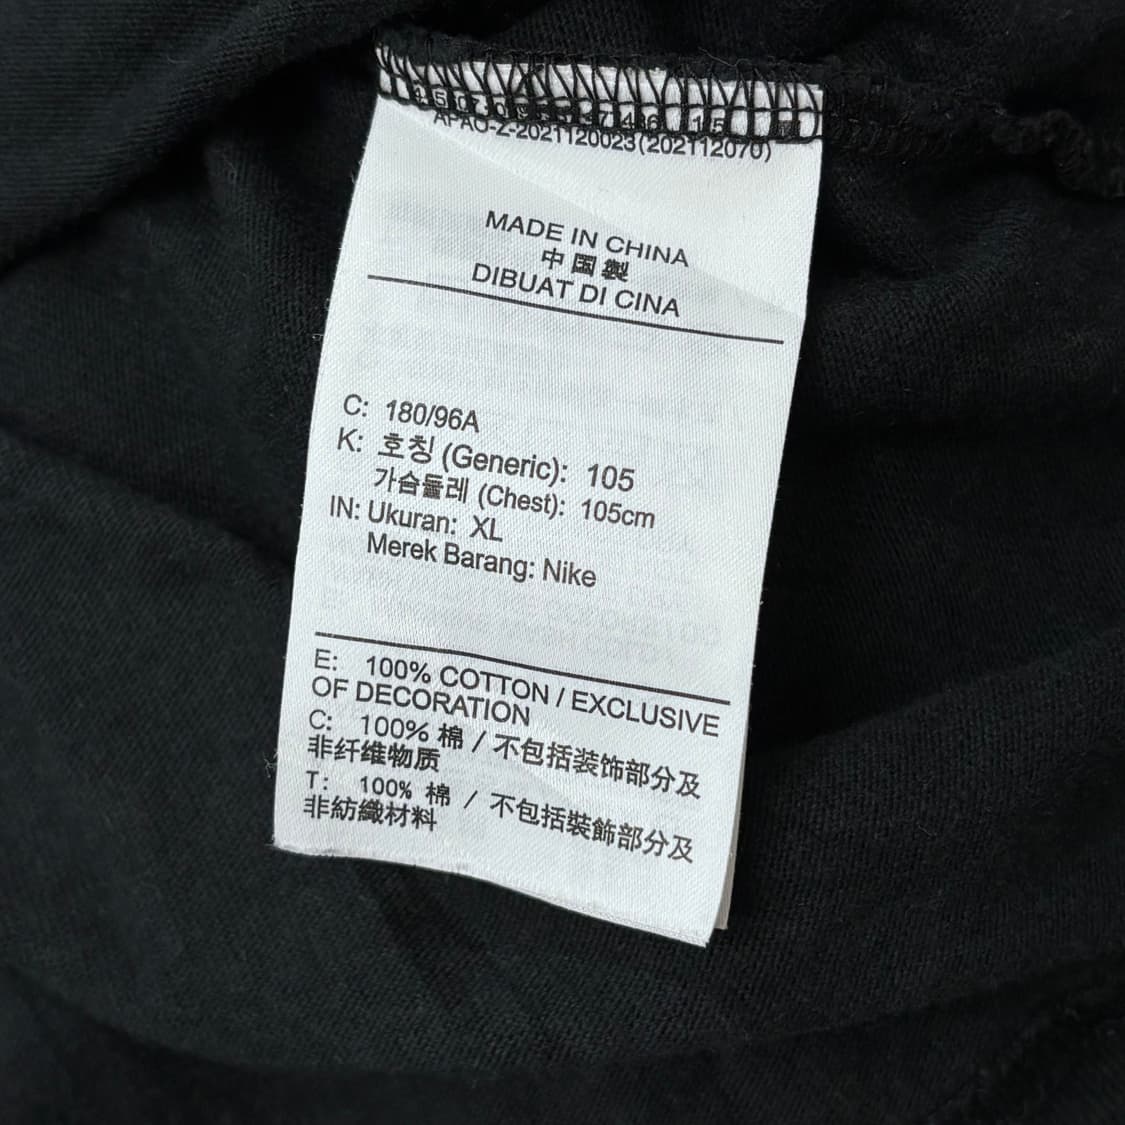 APAO-Z-2021120023(202112070)
MADE IN CHINA
中国製
DIBUAT DI CINA
C: 180/96A
K: 호칭 (Generic): 105
가슴둘레 (Chest): 105cm
IN: Ukuran: XL
Merek Barang: Nike
E: 100% COTTON / EXCLUSIVE
OF DECORATION
C: 100% 棉 / 不包括装饰部分及
非纤维物质
T: 100% 棉 / 不包括裝飾部分及
非紡織材料